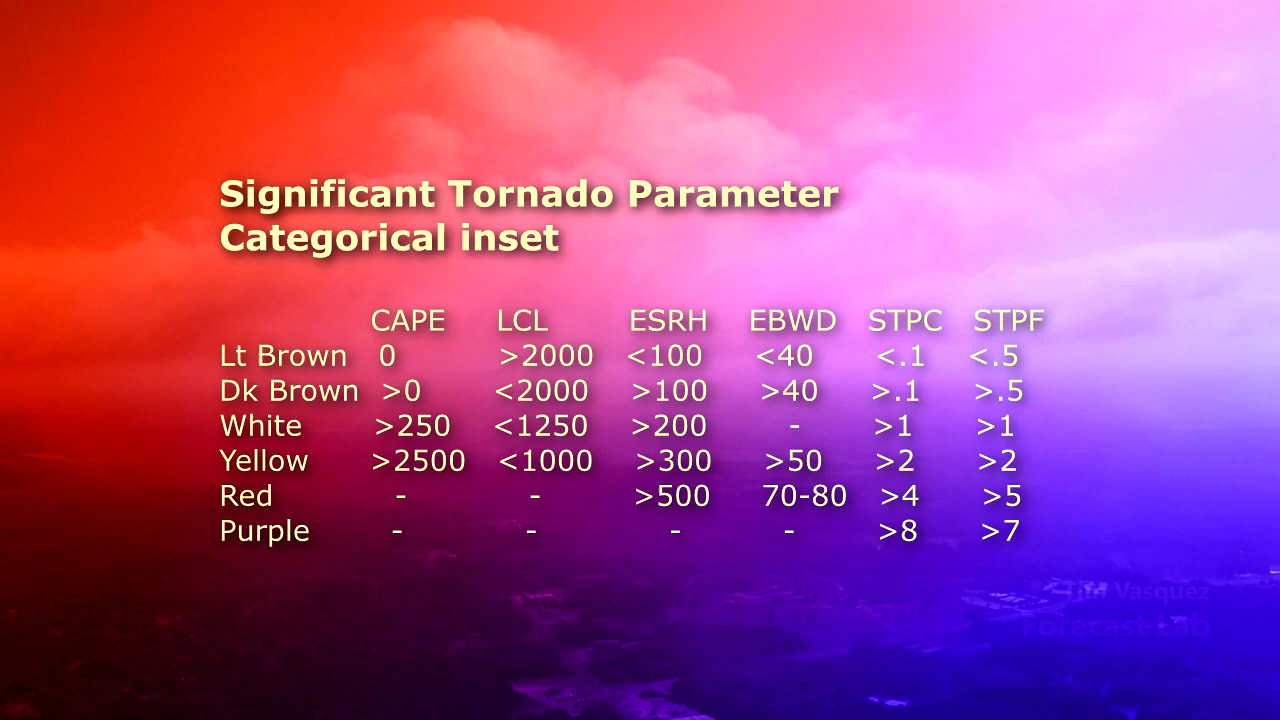 Significant Tornado Parameter
Categorical inset
CAPE LCL ESRH EBWD STPC STPF
Lt Brown 0 >2000 <100 <40 <.1 <.5
Dk Brown >0 <2000 >100 >40 >.1 >.5
White >250 <1250 >200 - >1 >1
Yellow >2500 <1000 >300 >50 >2 >2
Red - - >500 70-80 >4 >5
Purple - - - - >8 >7
Tim Vasquez
Forecast Lab